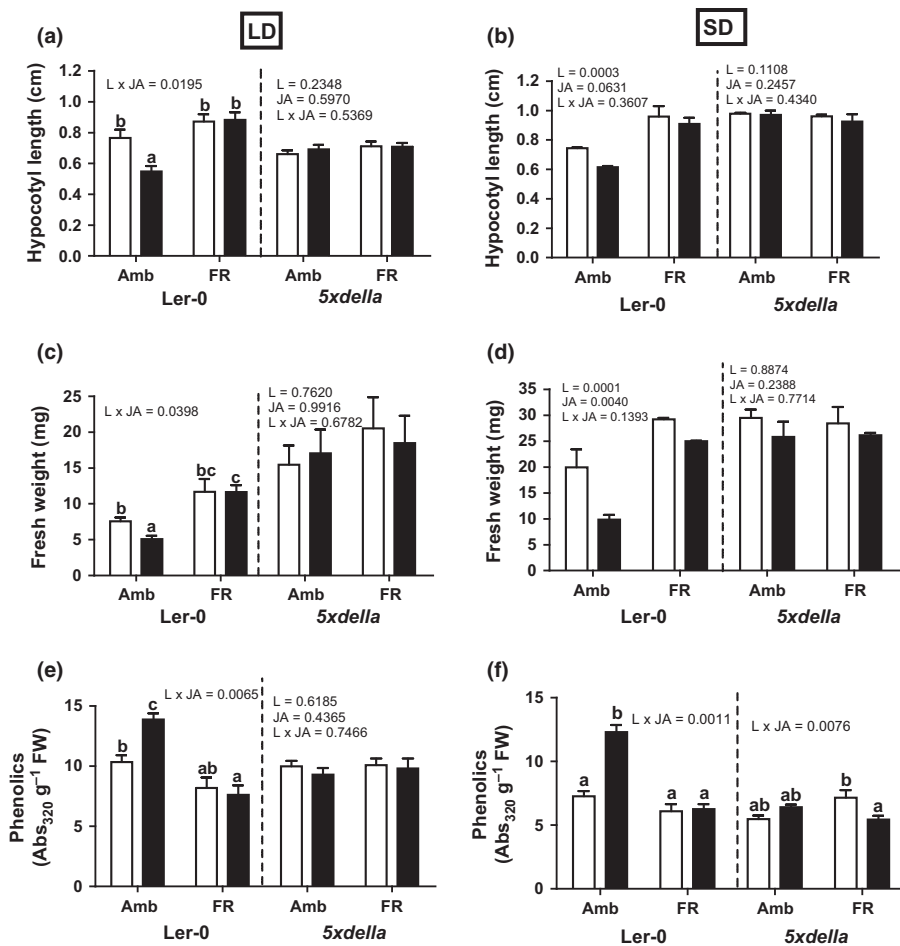 LD
SD
(a)
Hypocotyl length (cm)
1.2
1.0
0.8
0.6
0.4
0.2
0.0
L x JA = 0.0195
b
a
b
b
L = 0.2348
JA = 0.5970
L x JA = 0.5369
Amb
FR
Amb
FR
Ler-0
5xdella
(b)
Hypocotyl length (cm)
1.2
1.0
0.8
0.6
0.4
0.2
0.0
L = 0.0003
JA = 0.0631
L x JA = 0.3607
L = 0.1108
JA = 0.2457
L x JA = 0.4340
Amb
FR
Amb
FR
Ler-0
5xdella
(c)
Fresh weight (mg)
25
20
15
10
5
0
L x JA = 0.0398
b
a
bc
c
L = 0.7620
JA = 0.9916
L x JA = 0.6782
Amb
FR
Amb
FR
Ler-0
5xdella
(d)
Fresh weight (mg)
35
30
25
20
15
10
5
0
L = 0.0001
JA = 0.0040
L x JA = 0.1393
L = 0.8874
JA = 0.2388
L x JA = 0.7714
Amb
FR
Amb
FR
Ler-0
5xdella
(e)
Phenolics
(Abs₃₂₀ g⁻¹ FW)
15
10
5
0
L x JA = 0.0065
b
c
ab
a
L = 0.6185
JA = 0.4365
L x JA = 0.7466
Amb
FR
Amb
FR
Ler-0
5xdella
(f)
Phenolics
(Abs₃₂₀ g⁻¹ FW)
15
10
5
0
L x JA = 0.0011
a
b
a
a
L x JA = 0.0076
ab
ab
b
a
Amb
FR
Amb
FR
Ler-0
5xdella